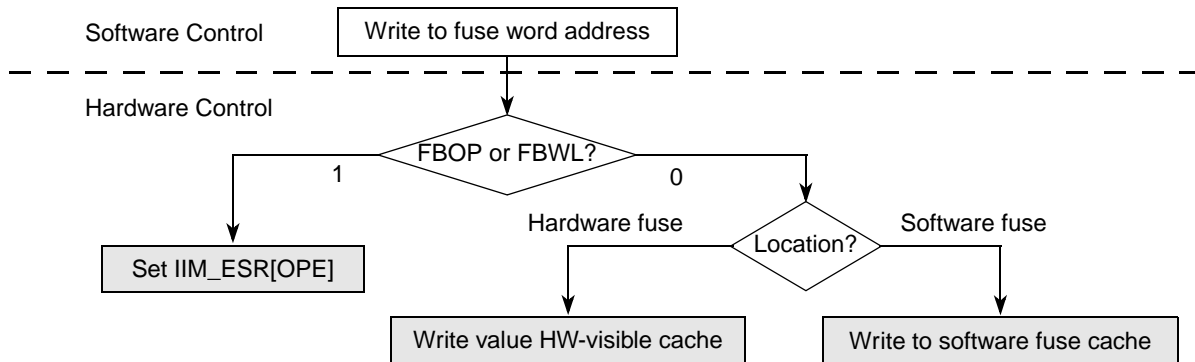 Software Control
Write to fuse word address
Hardware Control
FBOP or FBWL?
1
0
Hardware fuse
Software fuse
Location?
Set IIM_ESR[OPE]
Write value HW-visible cache
Write to software fuse cache